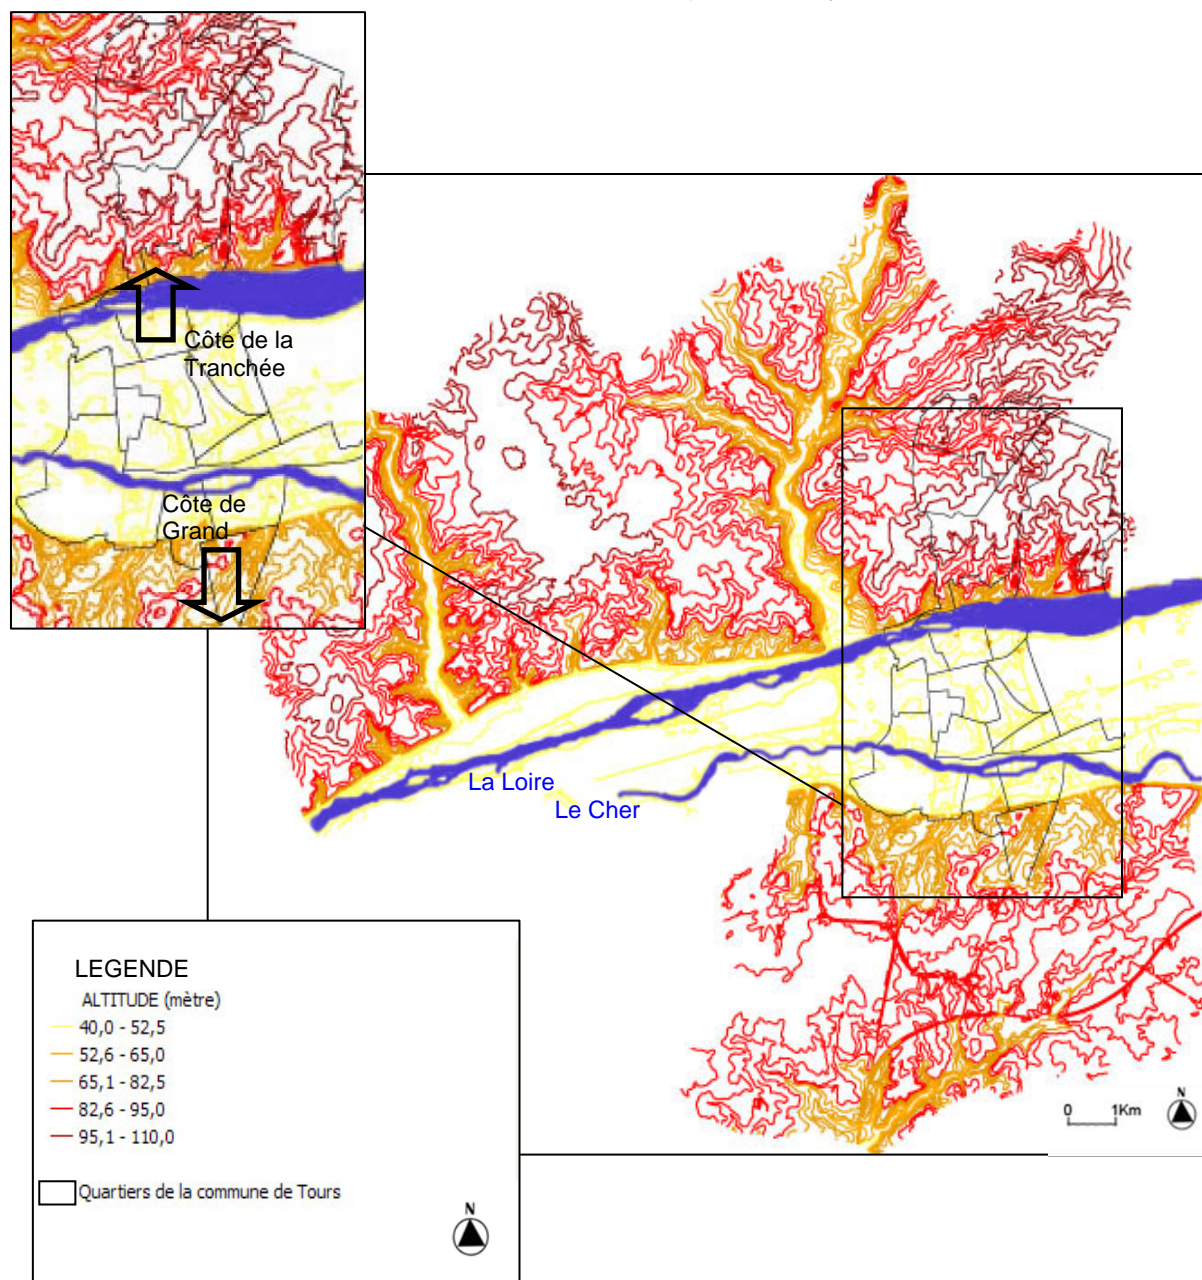 Côte de la
Tranchée
Côte de
Grand
La Loire
Le Cher
LEGENDE
ALTITUDE (mètre)
40,0 - 52,5
52,6 - 65,0
65,1 - 82,5
82,6 - 95,0
95,1 - 110,0
Quartiers de la commune de Tours
N
0 1Km
N